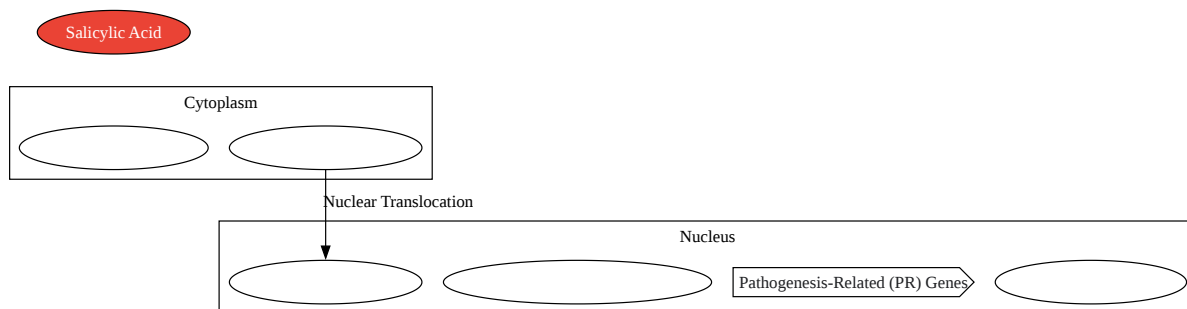 Salicylic Acid
Cytoplasm
Nuclear Translocation
Nucleus
Pathogenesis-Related (PR) Genes